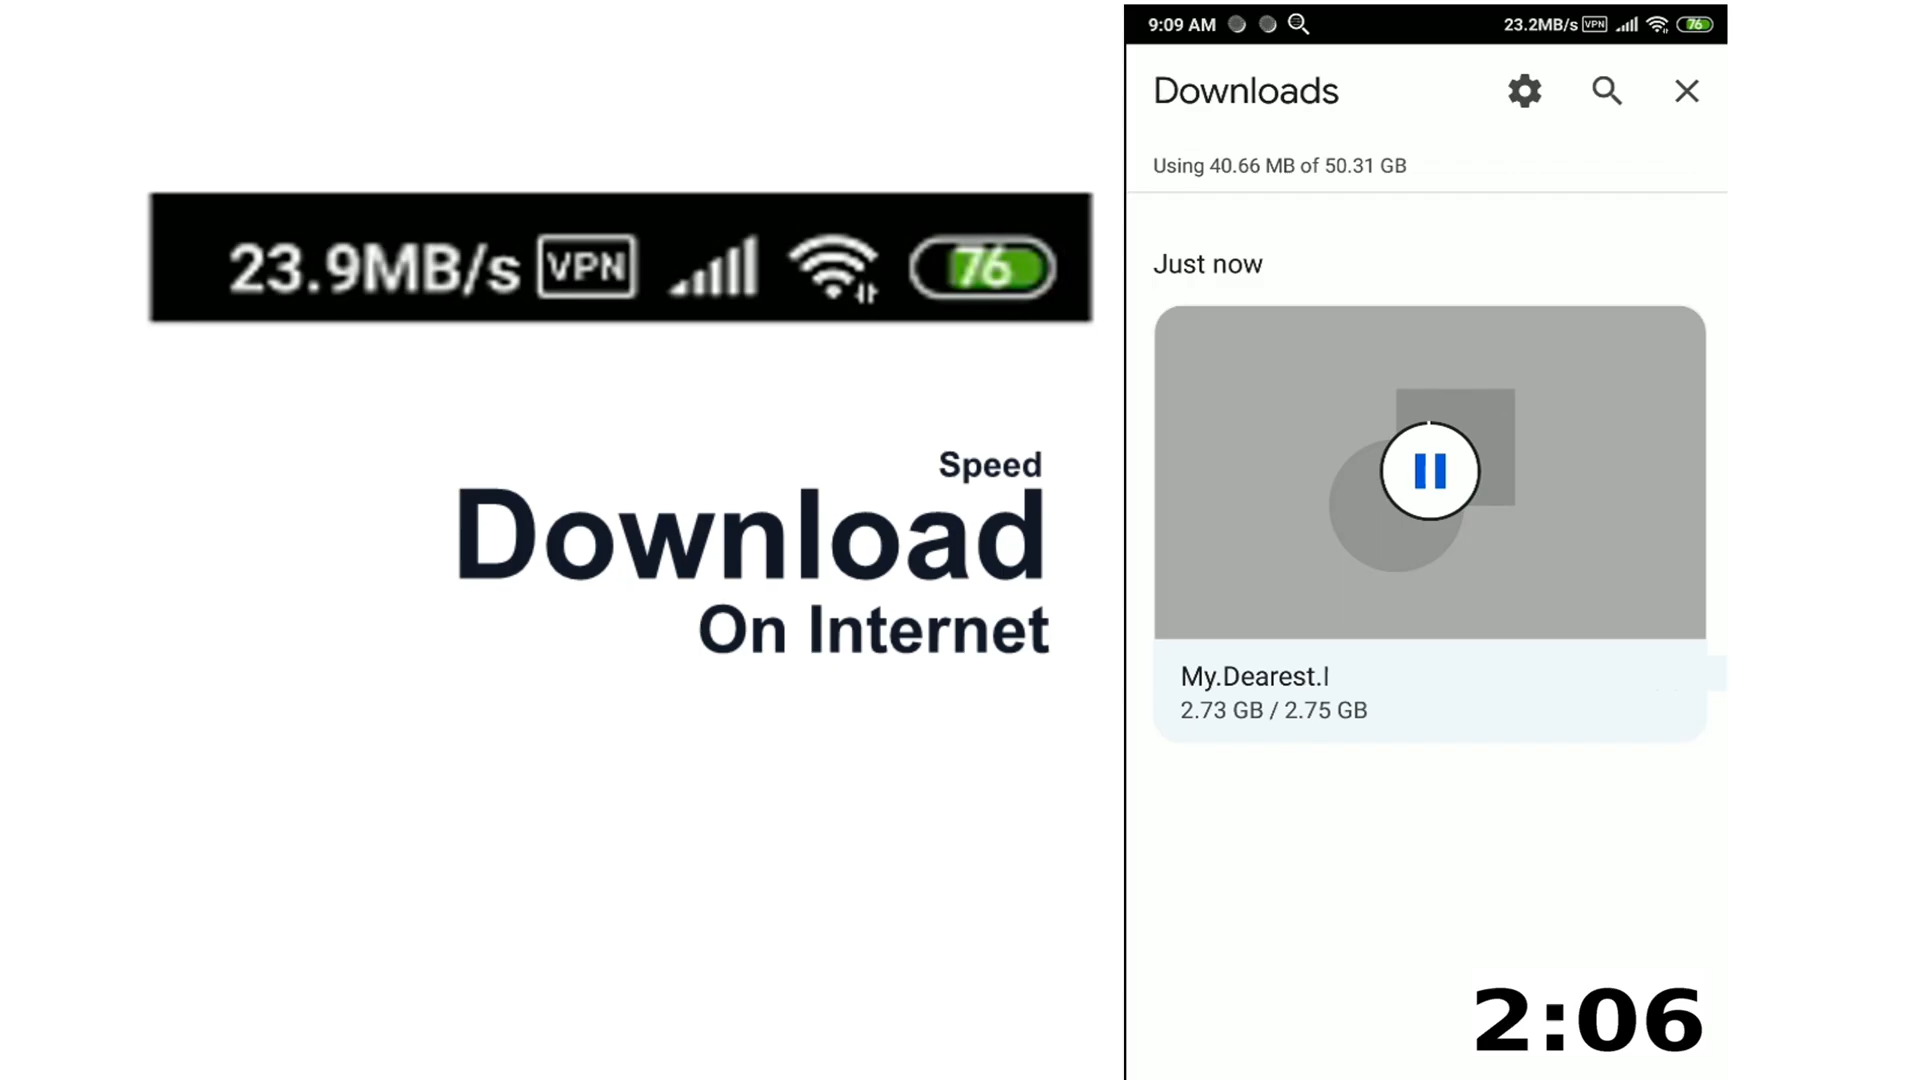 23.9MB/s VPN 76
Speed
Download
On Internet
9:09 AM 23.2MB/s VPN 76
Downloads
Using 40.66 MB of 50.31 GB
Just now
My.Dearest.
2.73 GB / 2.75 GB
2:06